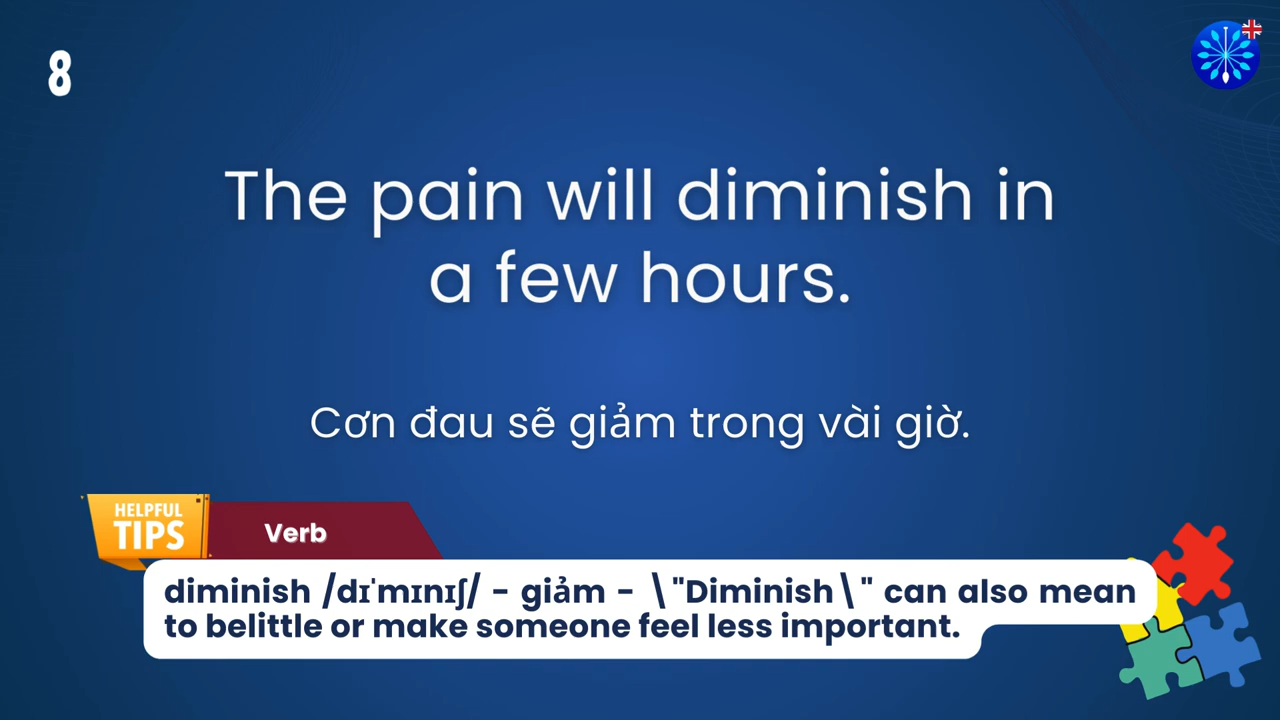 8
The pain will diminish in
a few hours.
Cơn đau sẽ giảm trong vài giờ.
HELPFUL
TIPS
Verb
diminish /dɪˈmɪnɪʃ/ - giảm - \"Diminish\" can also mean
to belittle or make someone feel less important.